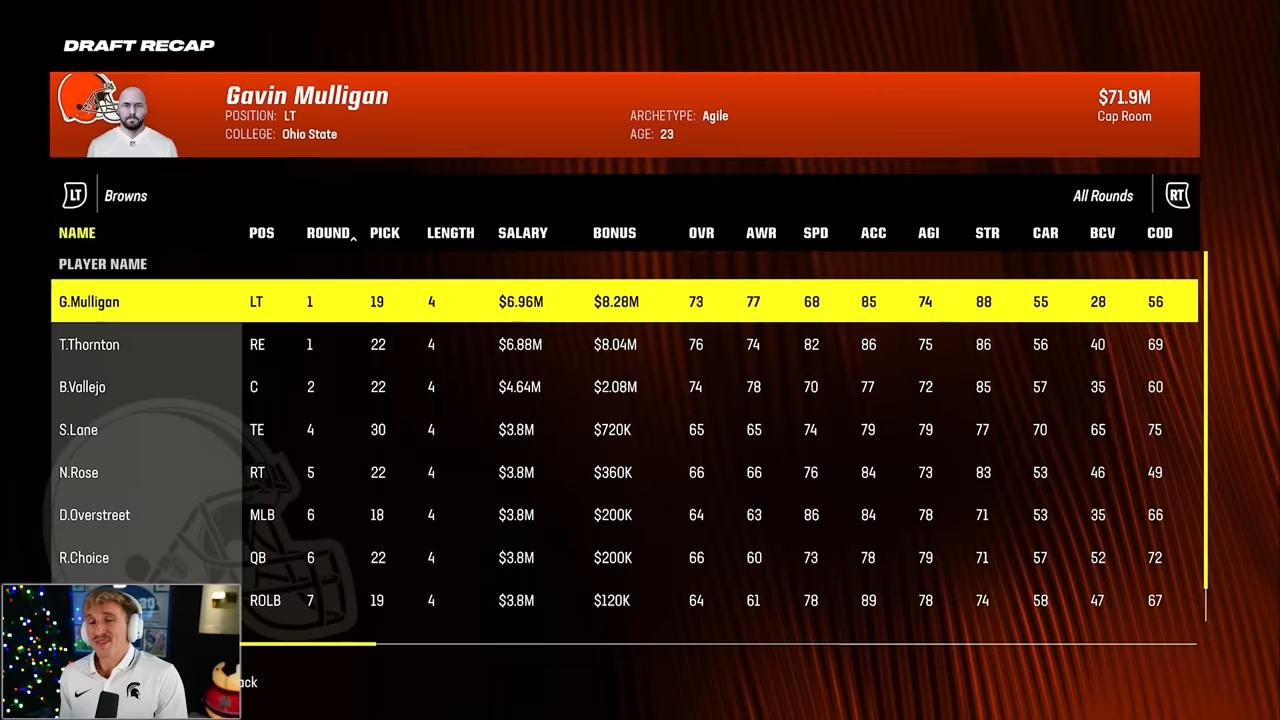 DRAFT RECAP
Gavin Mulligan
POSITION: LT
COLLEGE: Ohio State
ARCHETYPE: Agile
AGE: 23
$71.9M
Cap Room
LT Browns All Rounds RT
NAME POS ROUND PICK LENGTH SALARY BONUS OVR AWR SPD ACC AGI STR CAR BCV COD
PLAYER NAME
G.Mulligan LT 1 19 4 $6.96M $8.28M 73 77 68 85 74 88 55 28 56
T.Thornton RE 1 22 4 $6.88M $8.04M 76 74 82 86 75 86 56 40 69
B.Vallejo C 2 22 4 $4.64M $2.08M 74 78 70 77 72 85 57 35 60
S.Lane TE 4 30 4 $3.8M $720K 65 65 74 79 79 77 70 65 75
N.Rose RT 5 22 4 $3.8M $360K 66 66 76 84 73 83 53 46 49
D.Overstreet MLB 6 18 4 $3.8M $200K 64 63 86 84 78 71 53 35 66
R.Choice QB 6 22 4 $3.8M $200K 66 60 73 78 79 71 57 52 72
ROLB 7 19 4 $3.8M $120K 64 61 78 89 78 74 58 47 67
ack